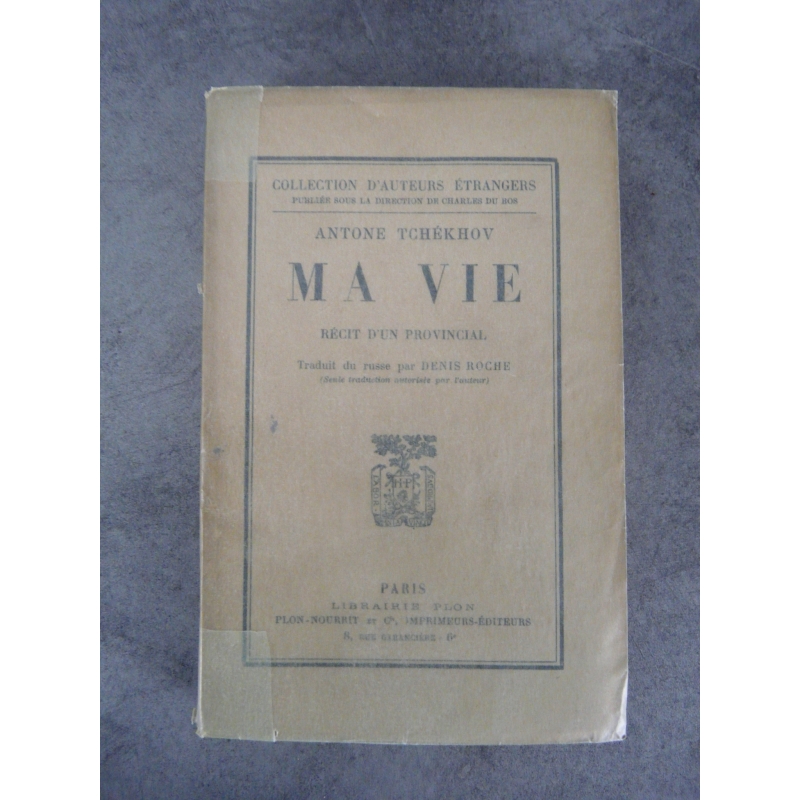 COLLECTION D'AUTEURS ÉTRANGERS
PUBLIÉE SOUS LA DIRECTION DE CHARLES DU BOS
ANTONE TCHÉKHOV
MA VIE
RÉCIT D'UN PROVINCIAL
Traduit du russe par DENIS ROCHE
(Seule traduction autorisée par l'auteur)
PARIS
LIBRAIRIE PLON
PLON-NOURRIT ET Cie, IMPRIMEURS-ÉDITEURS
8, RUE GARANCIÈRE - 6e